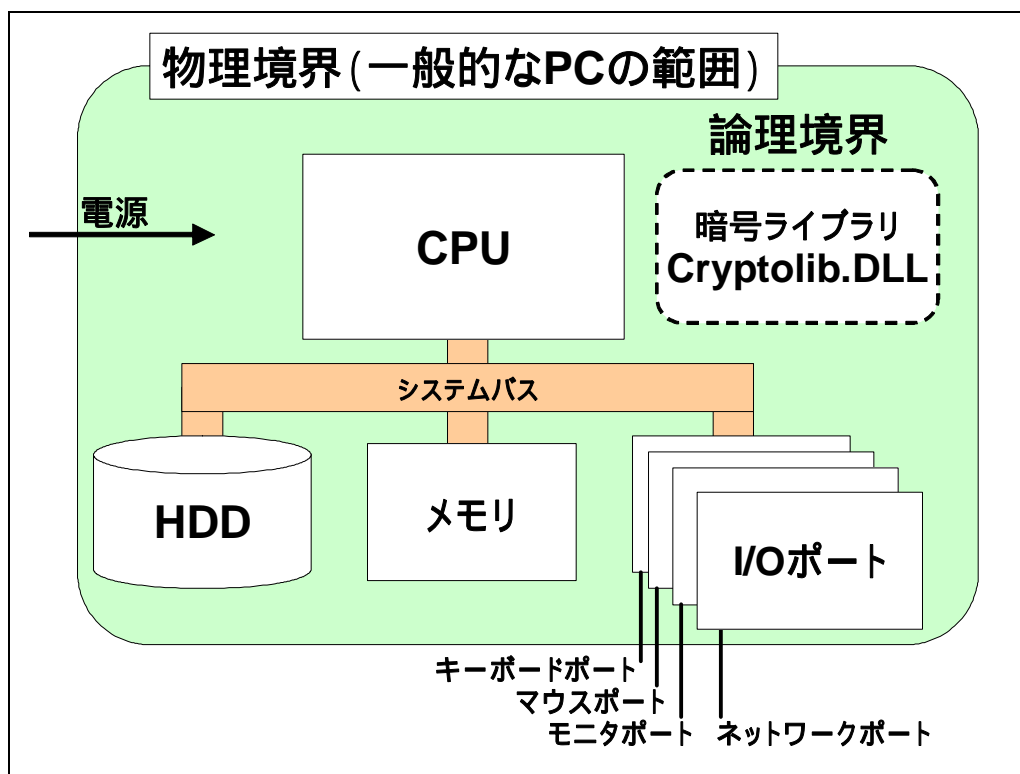 物理境界(一般的なPCの範囲)
論理境界
電源
CPU
暗号ライブラリ
Cryptolib.DLL
システムバス
HDD
メモリ
I/Oポート
キーボードポート
マウスポート
モニタポート
ネットワークポート